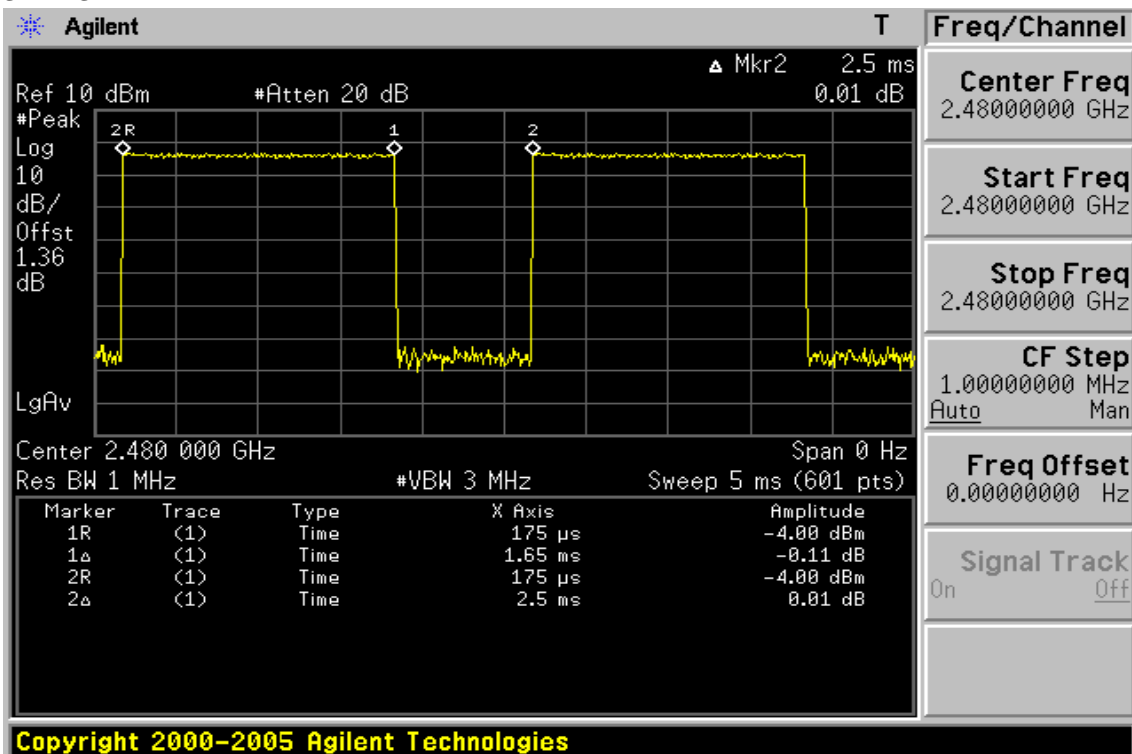 Agilent T Freq/Channel
Δ Mkr2 2.5 ms
Ref 10 dBm #Atten 20 dB 0.01 dB
#Peak
Log
10
dB/
Offst
1.36
dB
LgAv
2R 1 2
Center 2.480 000 GHz Span 0 Hz
Res BW 1 MHz #VBW 3 MHz Sweep 5 ms (601 pts)
Marker Trace Type X Axis Amplitude
1R (1) Time 175 µs -4.00 dBm
1Δ (1) Time 1.65 ms -0.11 dB
2R (1) Time 175 µs -4.00 dBm
2Δ (1) Time 2.5 ms 0.01 dB
Center Freq
2.48000000 GHz
Start Freq
2.48000000 GHz
Stop Freq
2.48000000 GHz
CF Step
1.00000000 MHz
Auto Man
Freq Offset
0.00000000 Hz
Signal Track
On Off
Copyright 2000-2005 Agilent Technologies